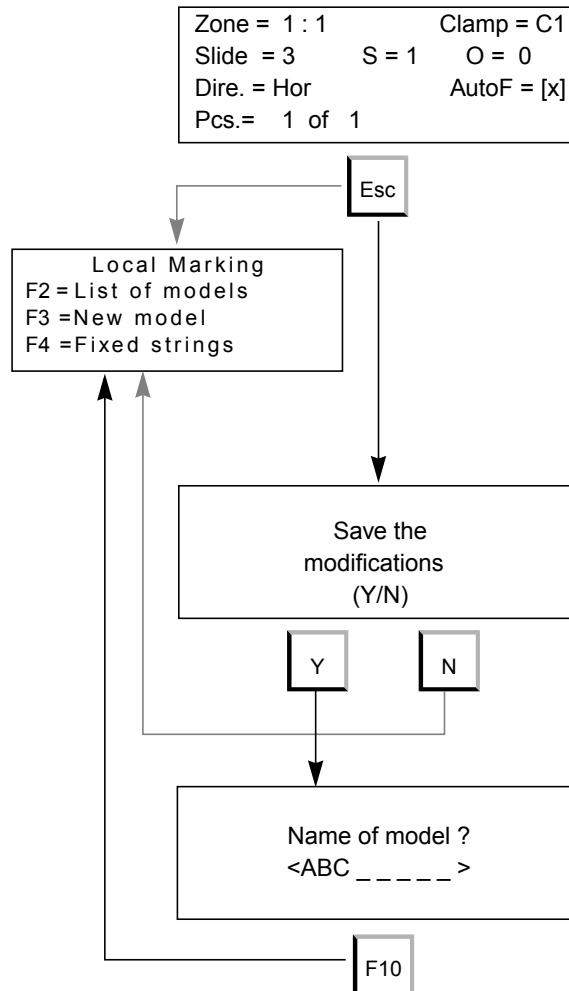 Zone = 1 : 1 Clamp = C1
Slide = 3 S = 1 O = 0
Dire. = Hor AutoF = [x]
Pcs.= 1 of 1
Esc
Local Marking
F2 = List of models
F3 =New model
F4 =Fixed strings
Save the
modifications
(Y/N)
Y N
Name of model ?
<ABC _ _ _ _ _ >
F10